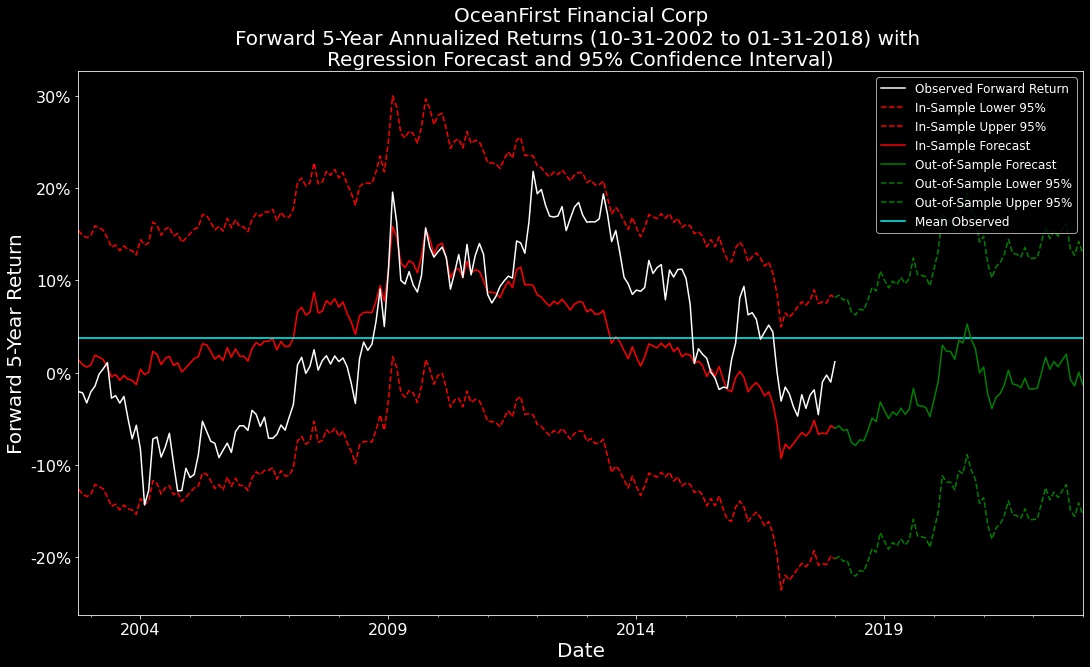 OceanFirst Financial Corp
Forward 5-Year Annualized Returns (10-31-2002 to 01-31-2018) with
Regression Forecast and 95% Confidence Interval)
Observed Forward Return
In-Sample Lower 95%
In-Sample Upper 95%
In-Sample Forecast
Out-of-Sample Forecast
Out-of-Sample Lower 95%
Out-of-Sample Upper 95%
Mean Observed
Forward 5-Year Return
30%
20%
10%
0%
-10%
-20%
2004
2009
2014
2019
Date